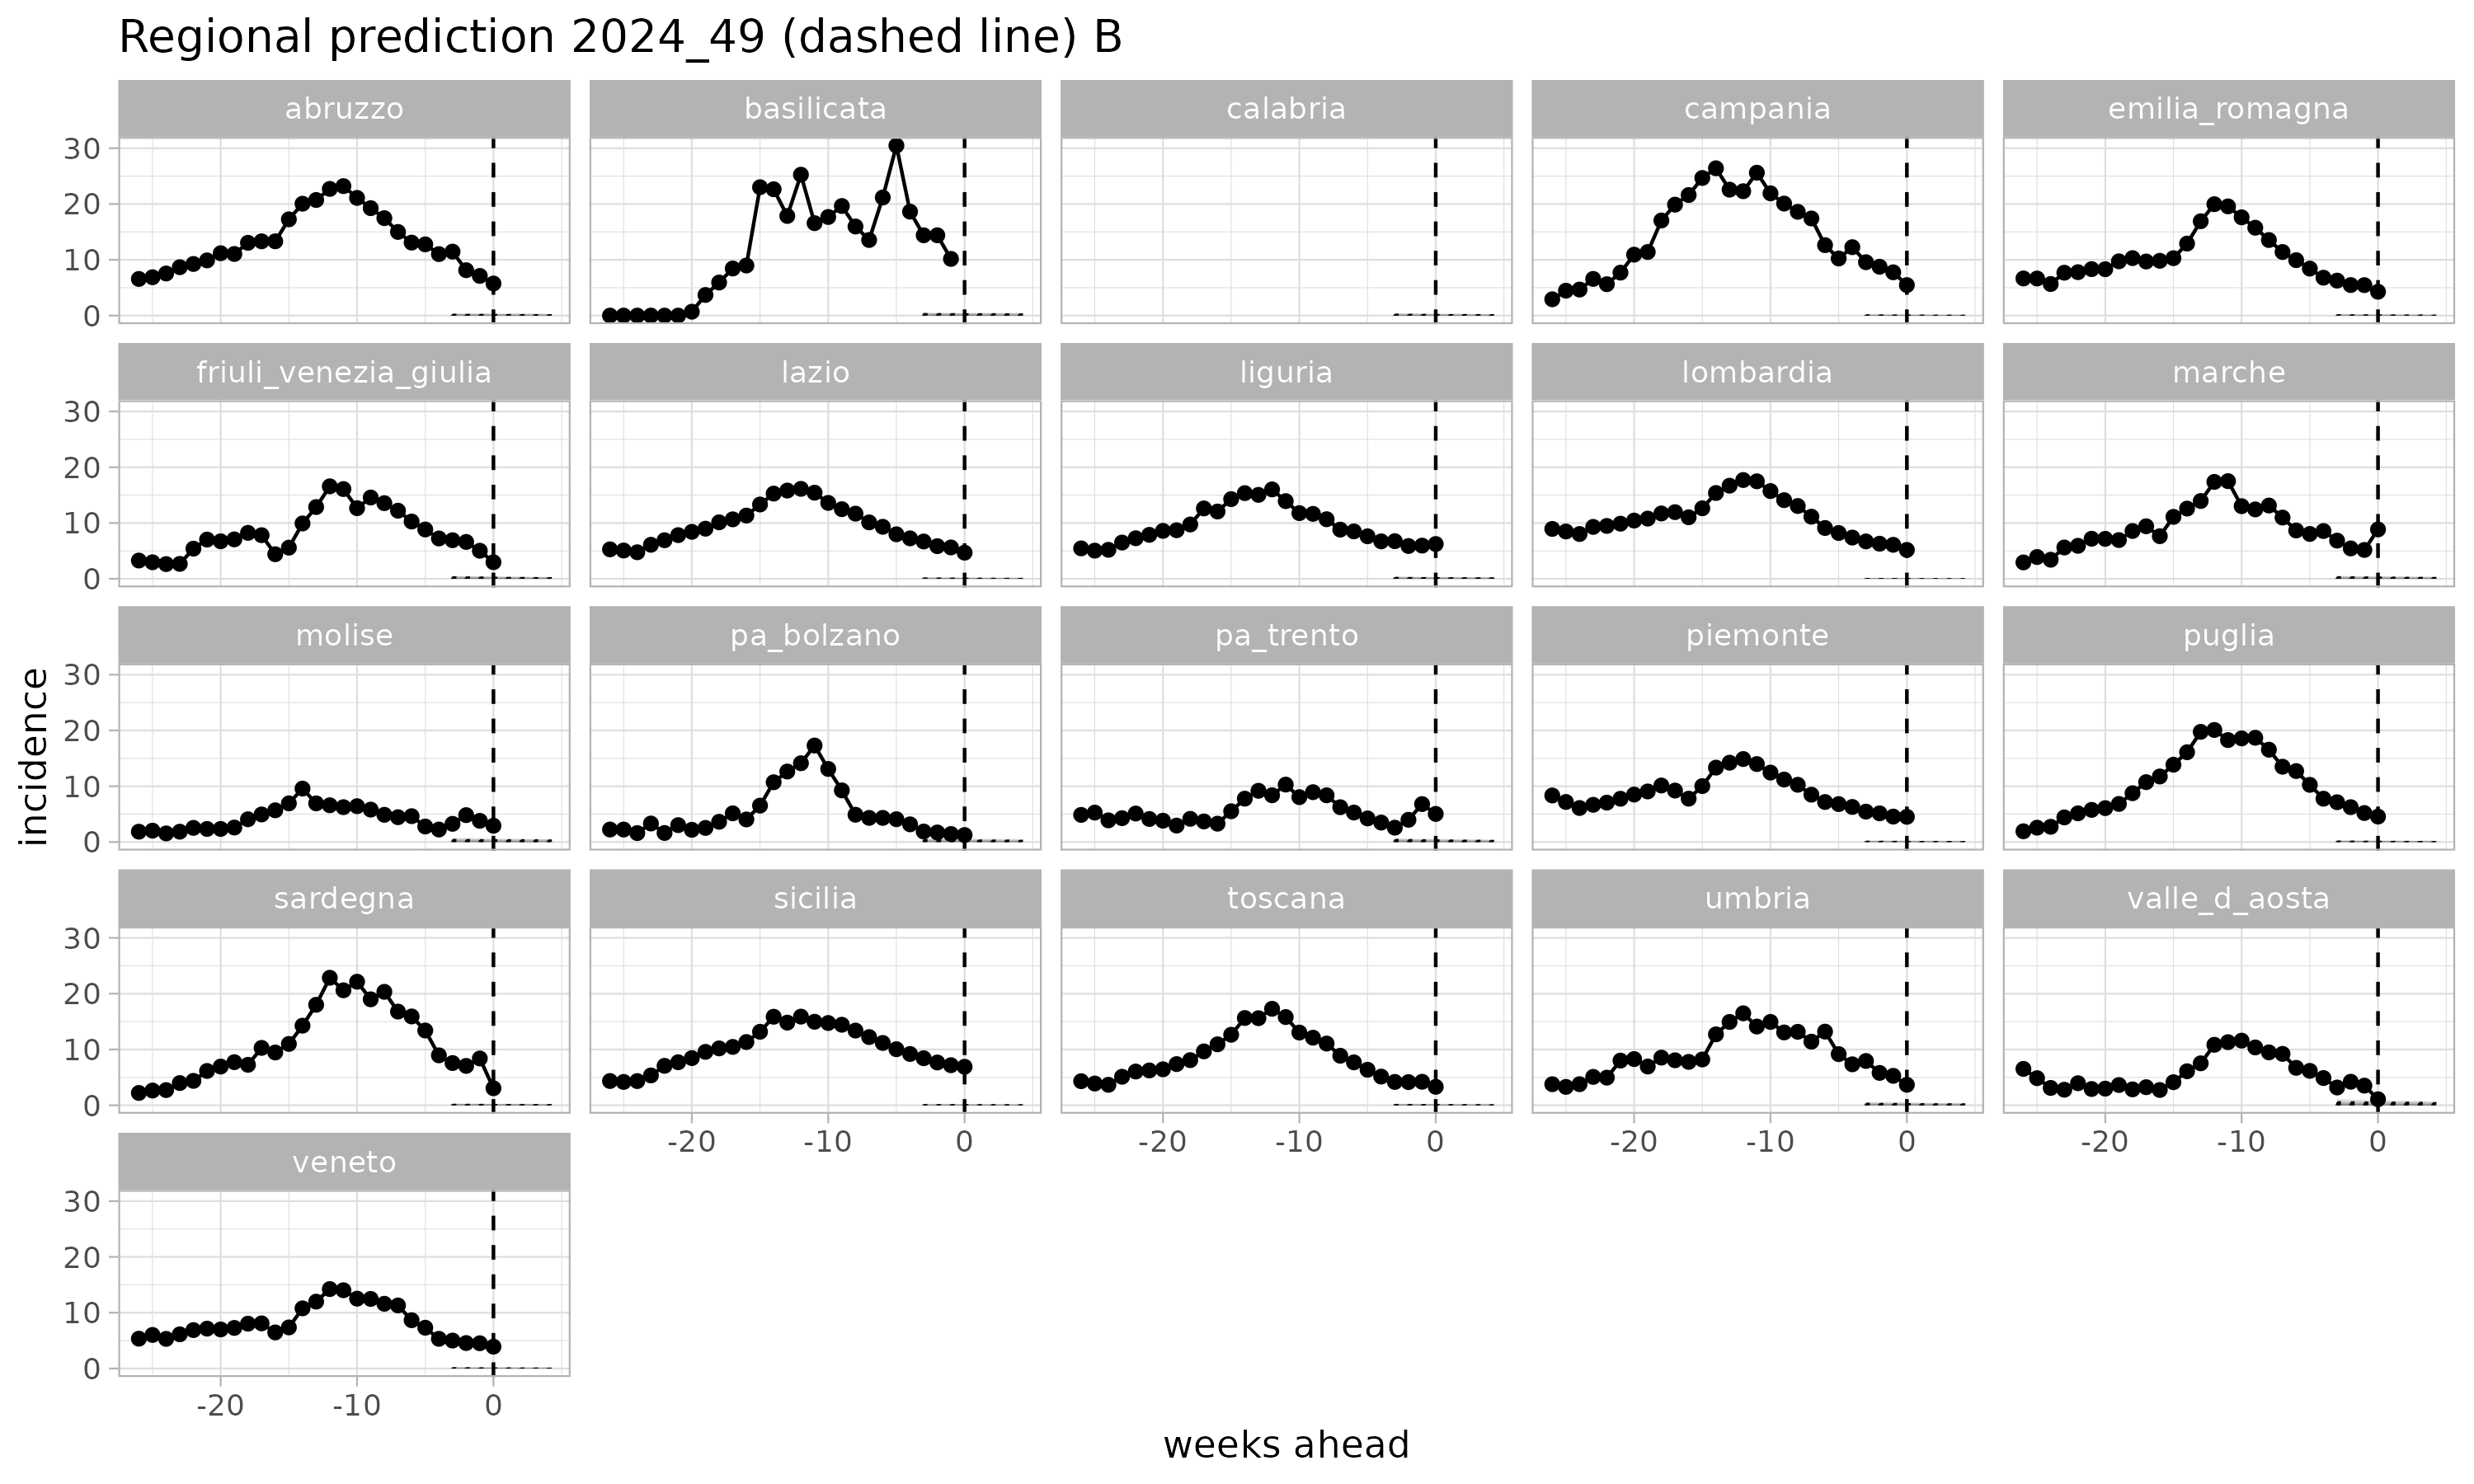 Regional prediction 2024_49 (dashed line) B
abruzzo
basilicata
calabria
campania
emilia_romagna
30
20
10
0
friuli_venezia_giulia
lazio
liguria
lombardia
marche
30
20
10
0
molise
pa_bolzano
pa_trento
piemonte
puglia
30
20
10
0
incidence
sardegna
sicilia
toscana
umbria
valle_d_aosta
30
20
10
0
-20 -10 0
-20 -10 0
-20 -10 0
-20 -10 0
veneto
30
20
10
0
-20 -10 0
weeks ahead